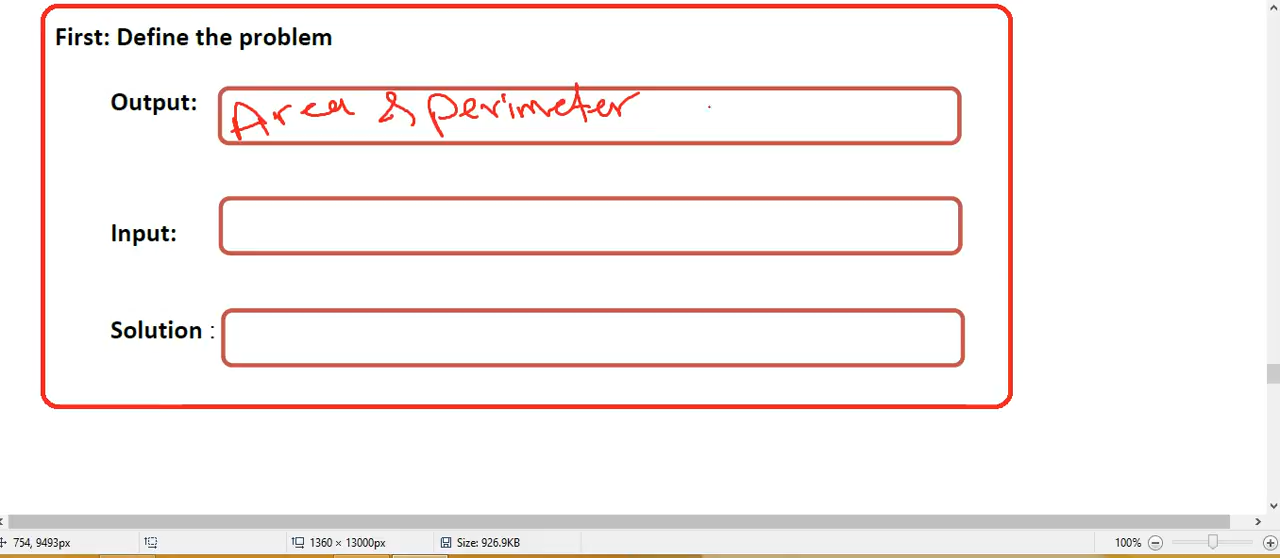 First: Define the problem
Output: Area & perimeter
Input:
Solution :
754, 9493px 1360 × 13000px Size: 926.9KB 100%